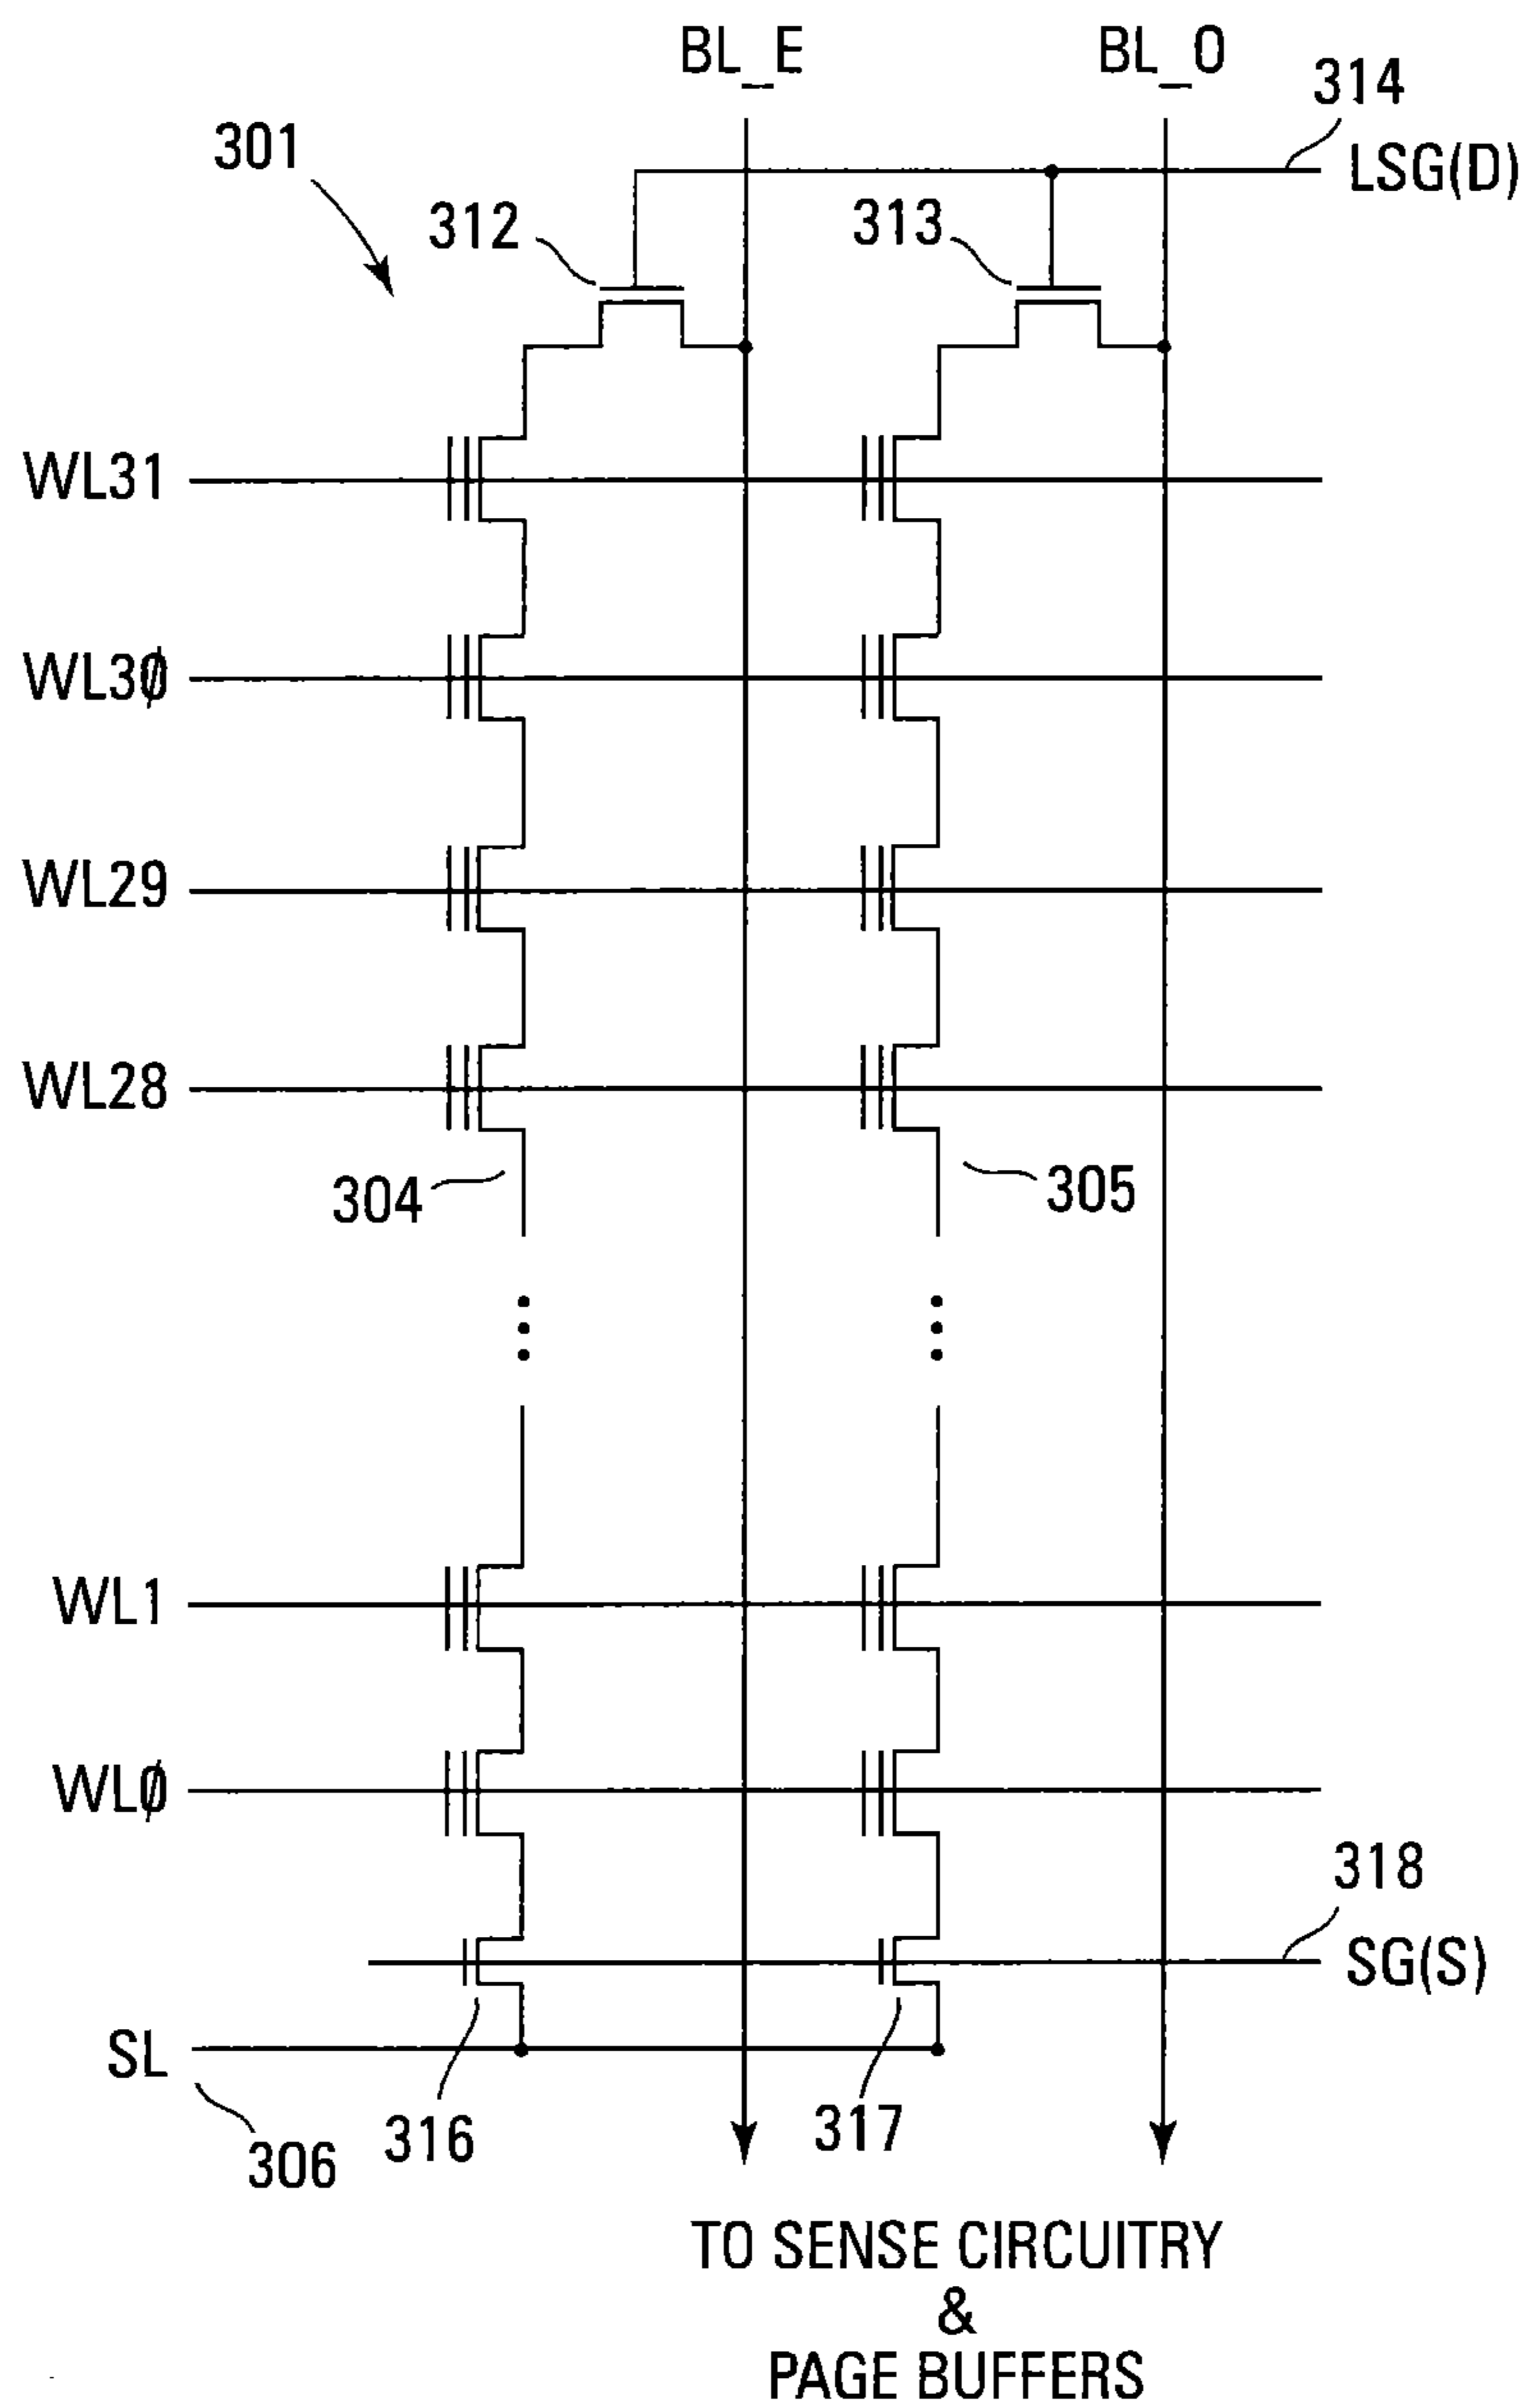 BL_E
BL_O
314
LSG(D)
301
312
313
WL31
WL3Ø
WL29
WL28
304
305
WL1
WLØ
318
SG(S)
SL
316
317
306
TO SENSE CIRCUITRY
&
PAGE BUFFERS